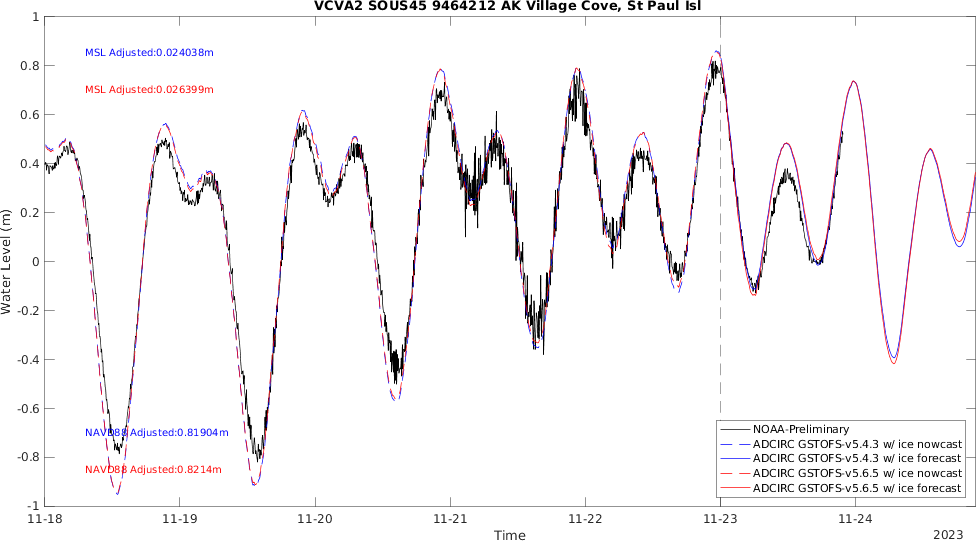 VCVA2 SOUS45 9464212 AK Village Cove, St Paul Isl
MSL Adjusted:0.024038m
MSL Adjusted:0.026399m
NAVD88 Adjusted:0.81904m
NAVD88 Adjusted:0.8214m
Water Level (m)
1
0.8
0.6
0.4
0.2
0
-0.2
-0.4
-0.6
-0.8
-1
NOAA-Preliminary
ADCIRC GSTOFS-v5.4.3 w/ ice nowcast
ADCIRC GSTOFS-v5.4.3 w/ ice forecast
ADCIRC GSTOFS-v5.6.5 w/ ice nowcast
ADCIRC GSTOFS-v5.6.5 w/ ice forecast
11-18 11-19 11-20 11-21 11-22 11-23 11-24
Time
2023